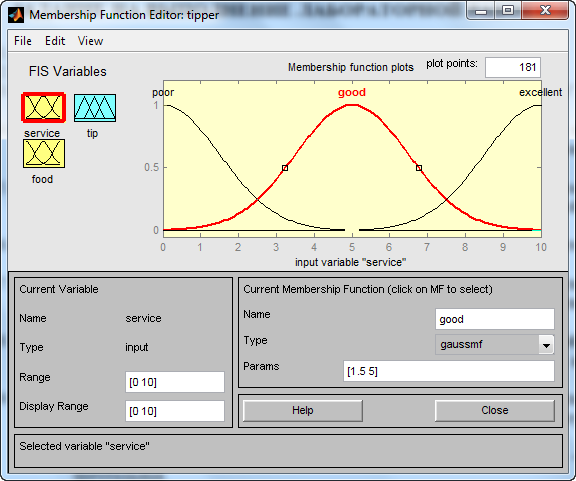 Membership Function Editor: tipper
File Edit View
FIS Variables
service
tip
food
Membership function plots
plot points:
181
poor
good
excellent
1
0.5
0
0 1 2 3 4 5 6 7 8 9 10
input variable "service"
Current Variable
Name service
Type input
Range [0 10]
Display Range [0 10]
Current Membership Function (click on MF to select)
Name good
Type gaussmf
Params [1.5 5]
Help
Close
Selected variable "service"